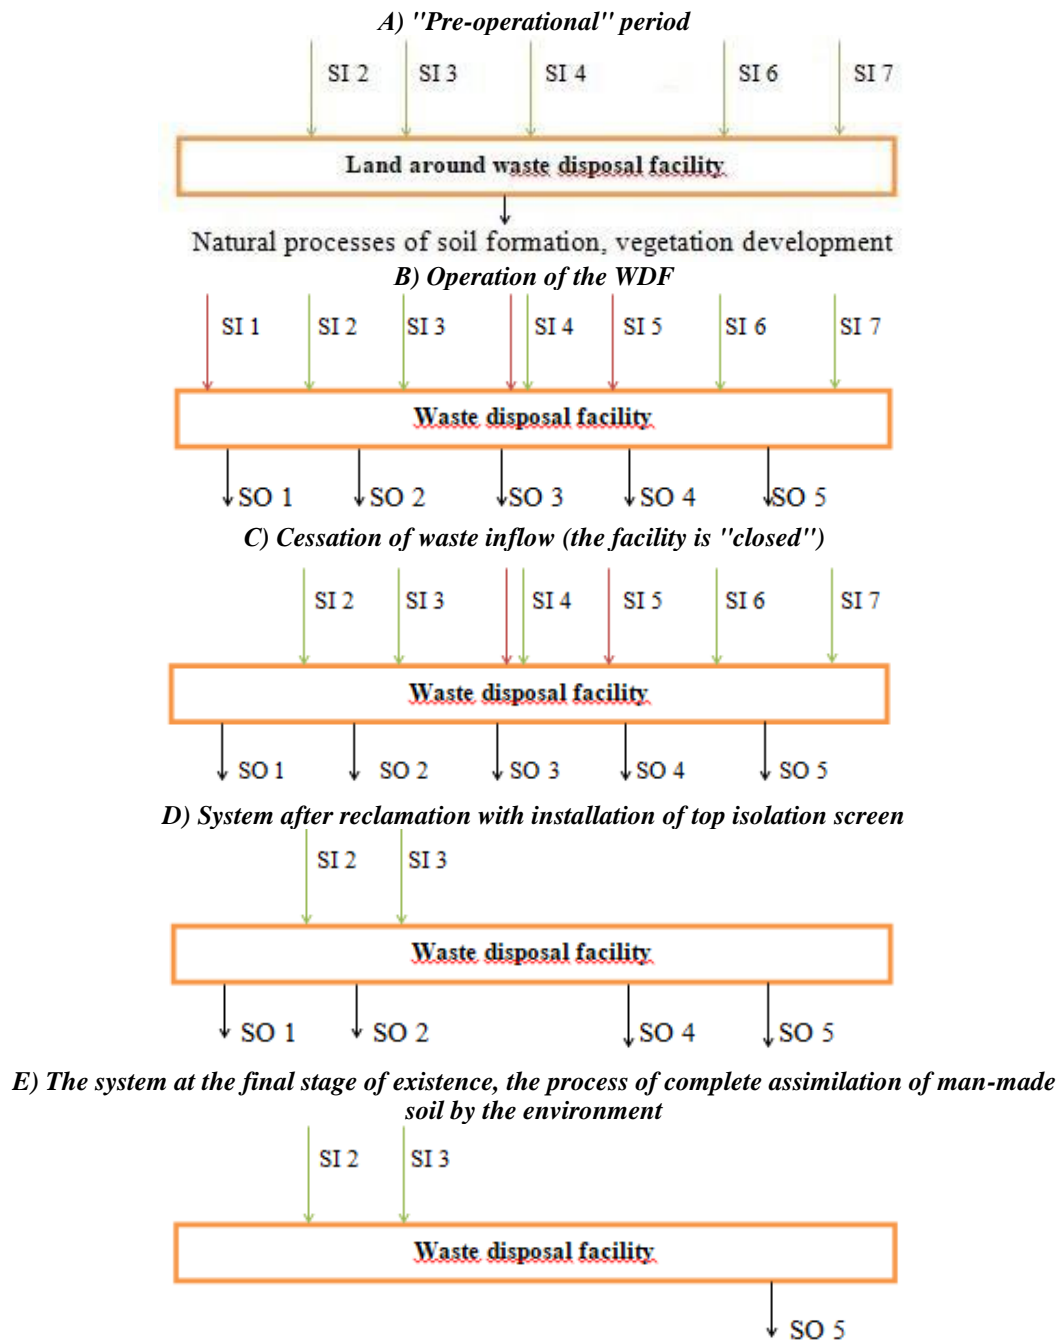 A) "Pre-operational" period
SI 2 SI 3 SI 4 SI 6 SI 7
Land around waste disposal facility
Natural processes of soil formation, vegetation development
B) Operation of the WDF
SI 1 SI 2 SI 3 SI 4 SI 5 SI 6 SI 7
Waste disposal facility
SO 1 SO 2 SO 3 SO 4 SO 5
C) Cessation of waste inflow (the facility is "closed")
SI 2 SI 3 SI 4 SI 5 SI 6 SI 7
Waste disposal facility
SO 1 SO 2 SO 3 SO 4 SO 5
D) System after reclamation with installation of top isolation screen
SI 2 SI 3
Waste disposal facility
SO 1 SO 2 SO 4 SO 5
E) The system at the final stage of existence, the process of complete assimilation of man-made
soil by the environment
SI 2 SI 3
Waste disposal facility
SO 5